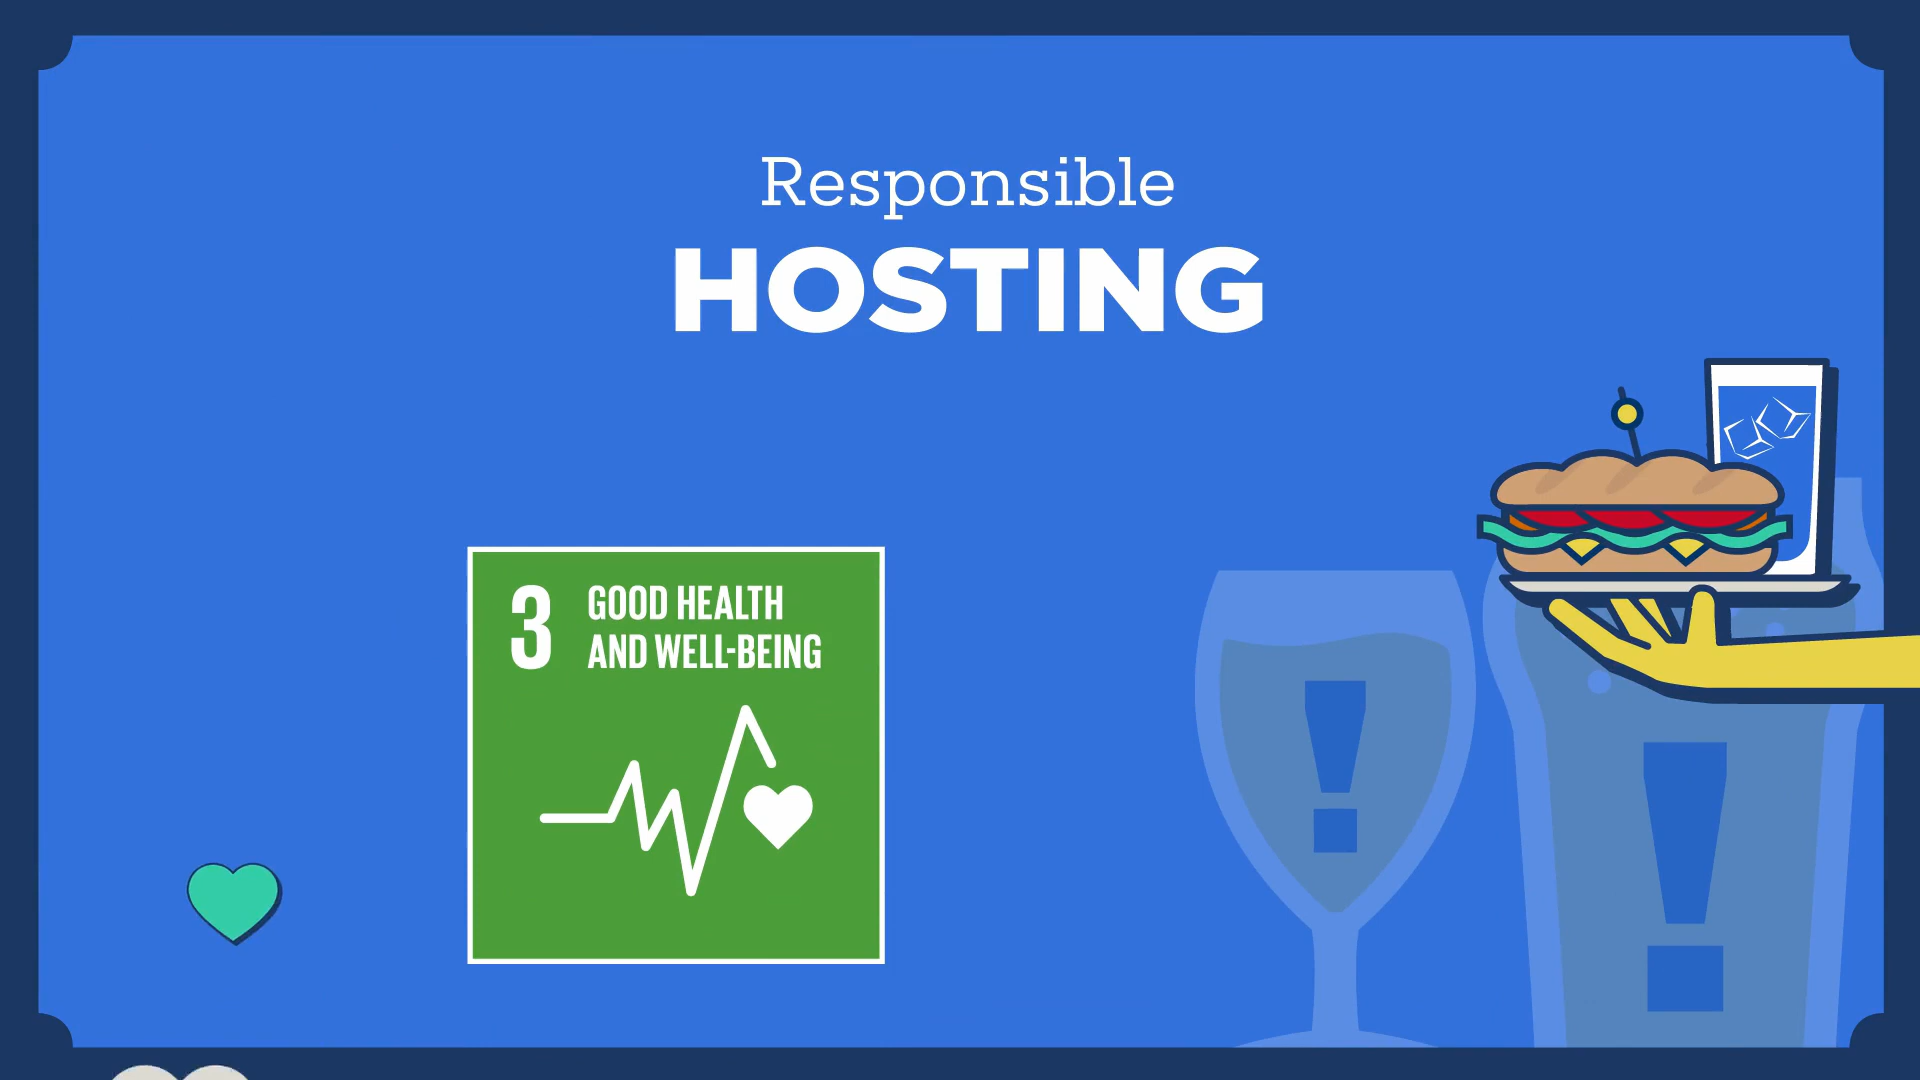 Responsible
HOSTING
3 GOOD HEALTH
AND WELL-BEING
!
!